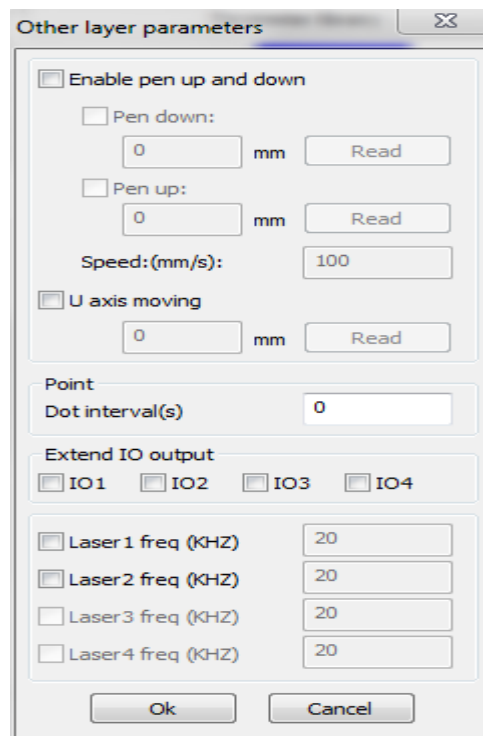 Other layer parameters
Enable pen up and down
Pen down:
0 mm Read
Pen up:
0 mm Read
Speed:(mm/s): 100
U axis moving
0 mm Read
Point
Dot interval(s) 0
Extend IO output
IO1 IO2 IO3 IO4
Laser1 freq (KHZ) 20
Laser2 freq (KHZ) 20
Laser3 freq (KHZ) 20
Laser4 freq (KHZ) 20
Ok Cancel